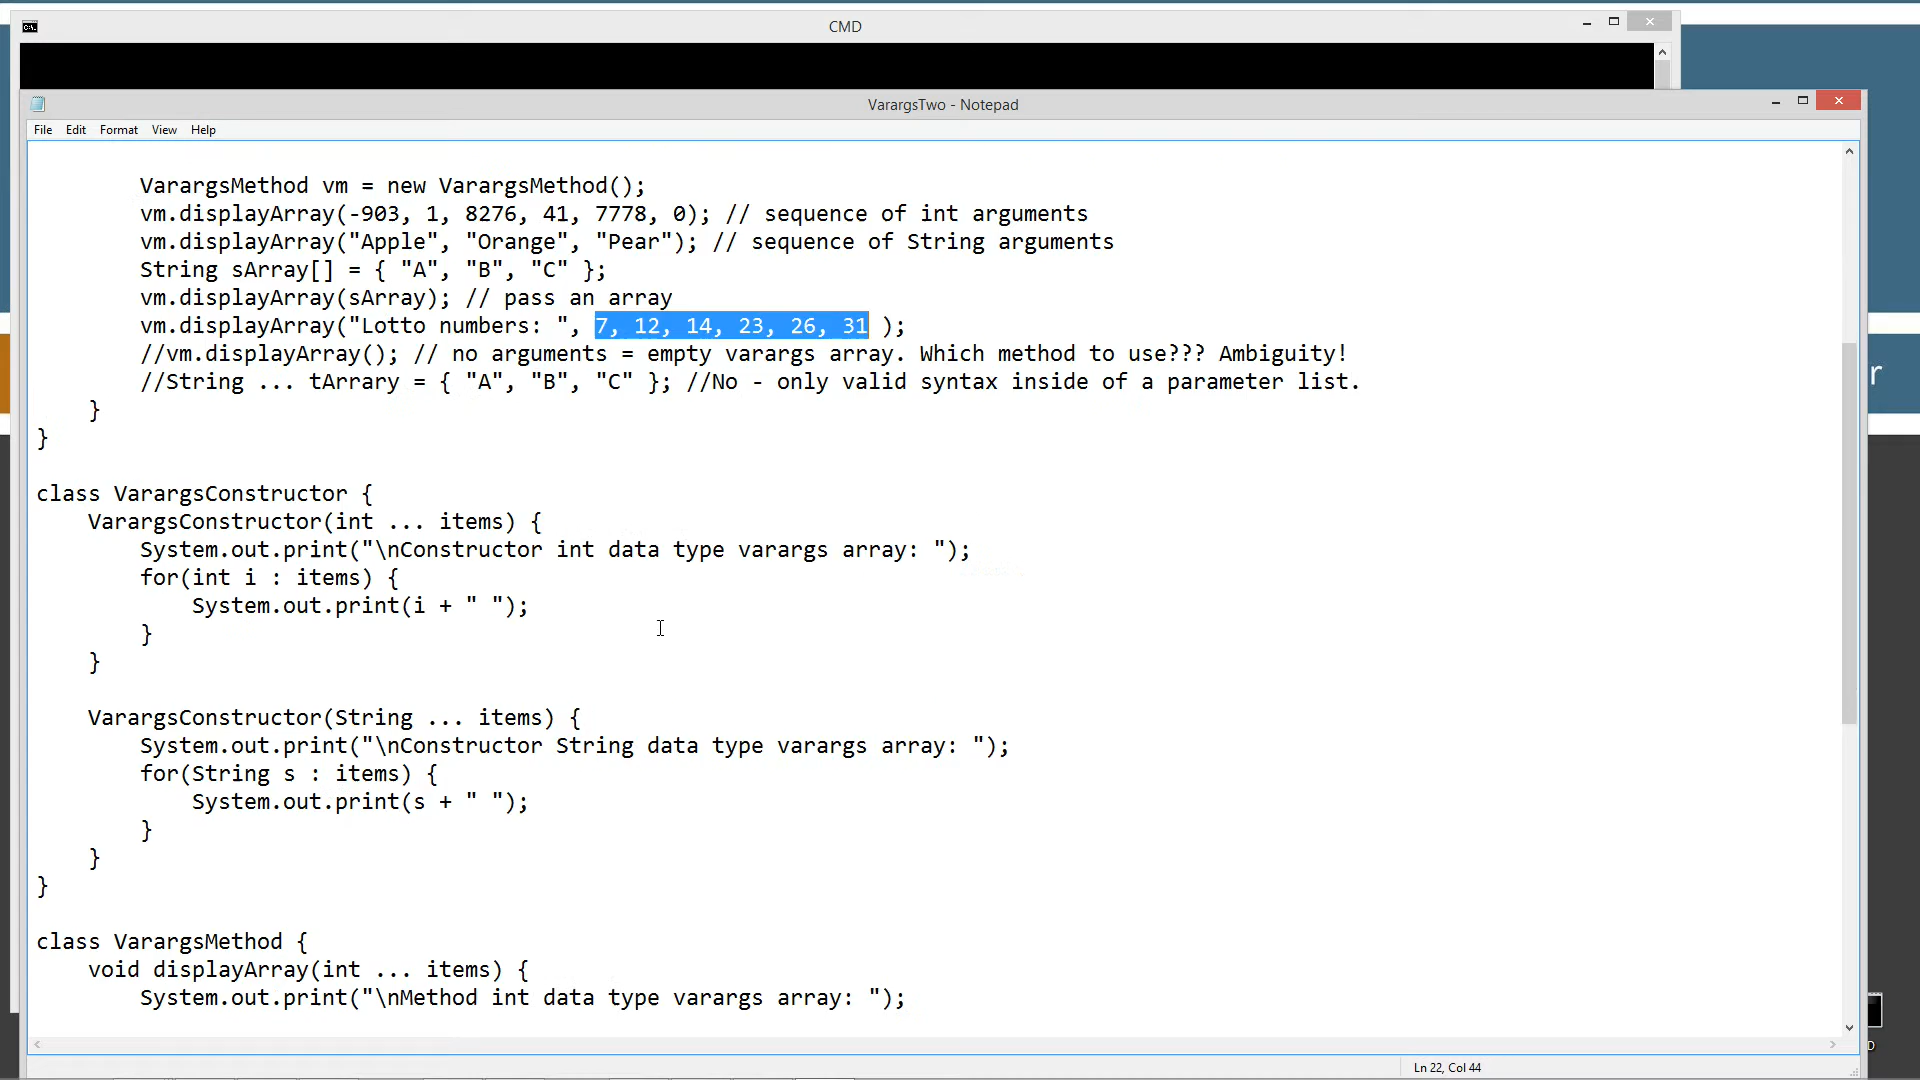 CMD
VarargsTwo - Notepad
File Edit Format View Help
VarargsMethod vm = new VarargsMethod();
vm.displayArray(-903, 1, 8276, 41, 7778, 0); // sequence of int arguments
vm.displayArray("Apple", "Orange", "Pear"); // sequence of String arguments
String sArray[] = { "A", "B", "C" };
vm.displayArray(sArray); // pass an array
vm.displayArray("Lotto numbers: ", 7, 12, 14, 23, 26, 31 );
//vm.displayArray(); // no arguments = empty varargs array. Which method to use??? Ambiguity!
//String ... tArrary = { "A", "B", "C" }; //No - only valid syntax inside of a parameter list.
}
}
class VarargsConstructor {
VarargsConstructor(int ... items) {
System.out.print("\nConstructor int data type varargs array: ");
for(int i : items) {
System.out.print(i + " ");
}
}
VarargsConstructor(String ... items) {
System.out.print("\nConstructor String data type varargs array: ");
for(String s : items) {
System.out.print(s + " ");
}
}
}
class VarargsMethod {
void displayArray(int ... items) {
System.out.print("\nMethod int data type varargs array: ");
Ln 22, Col 44